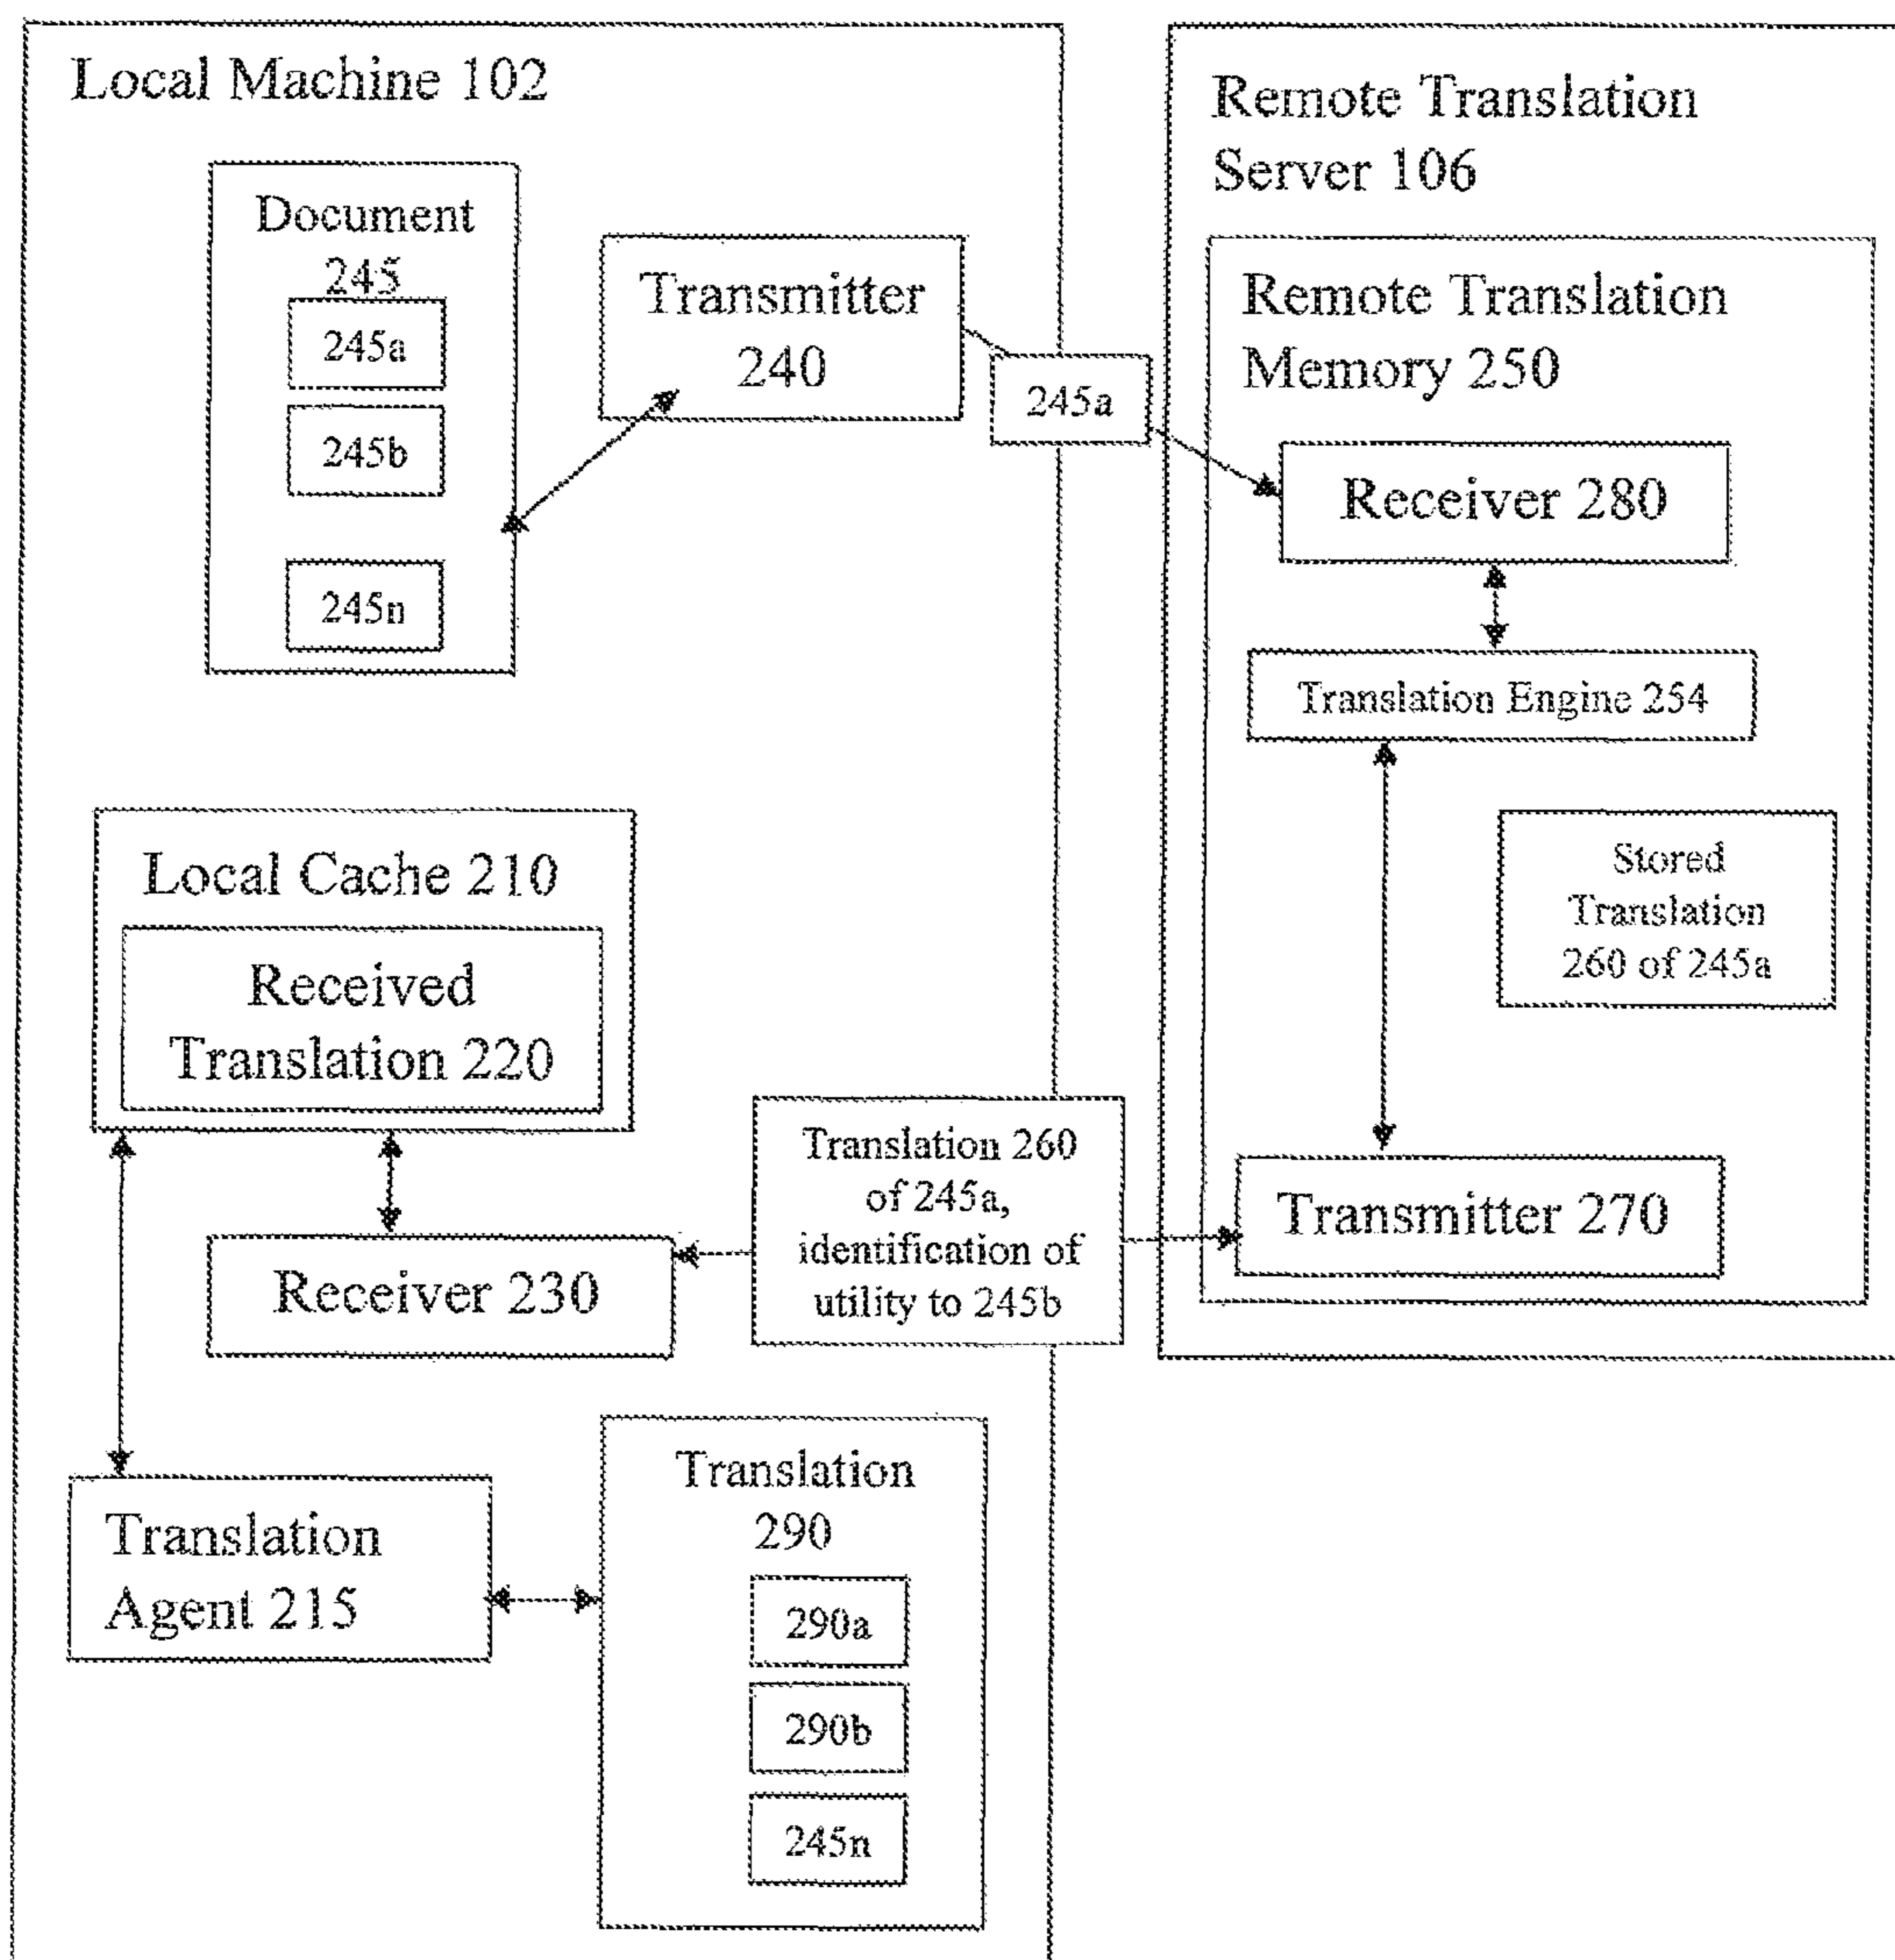 Local Machine 102
Document
245
245a
245b
245n
Transmitter
240
245a
Remote Translation
Server 106
Remote Translation
Memory 250
Receiver 280
Translation Engine 254
Stored
Translation
260 of 245a
Transmitter 270
Local Cache 210
Received
Translation 220
Translation 260
of 245a,
identification of
utility to 245b
Receiver 230
Translation
Agent 215
Translation
290
290a
290b
245n